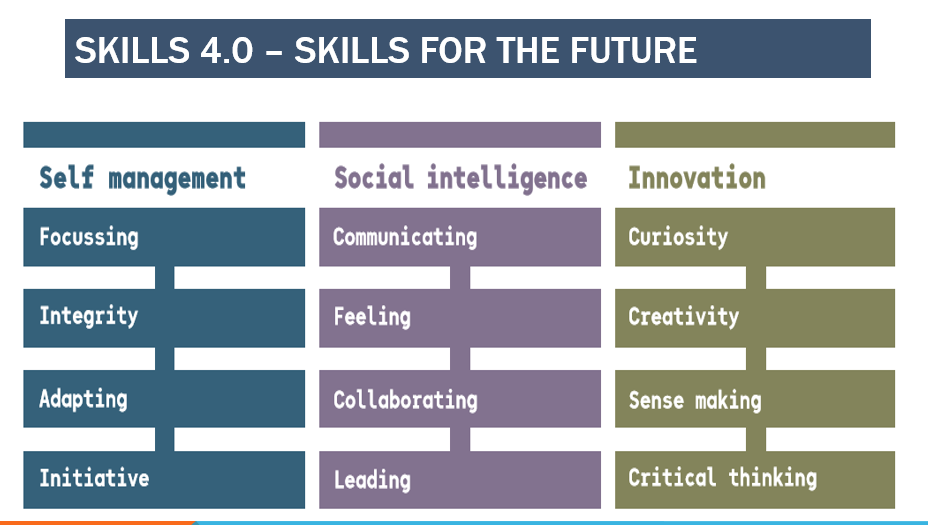 SKILLS 4.0 – SKILLS FOR THE FUTURE
Self management
Focussing
Integrity
Adapting
Initiative
Social intelligence
Communicating
Feeling
Collaborating
Leading
Innovation
Curiosity
Creativity
Sense making
Critical thinking